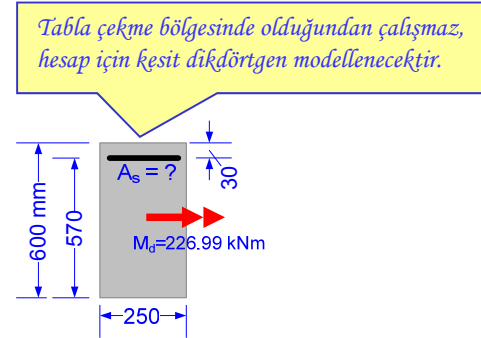 Tabla çekme bölgesinde olduğundan çalışmaz,
hesap için kesit dikdörtgen modellenecektir.
As = ?
30
600 mm
570
Md=226.99 kNm
250